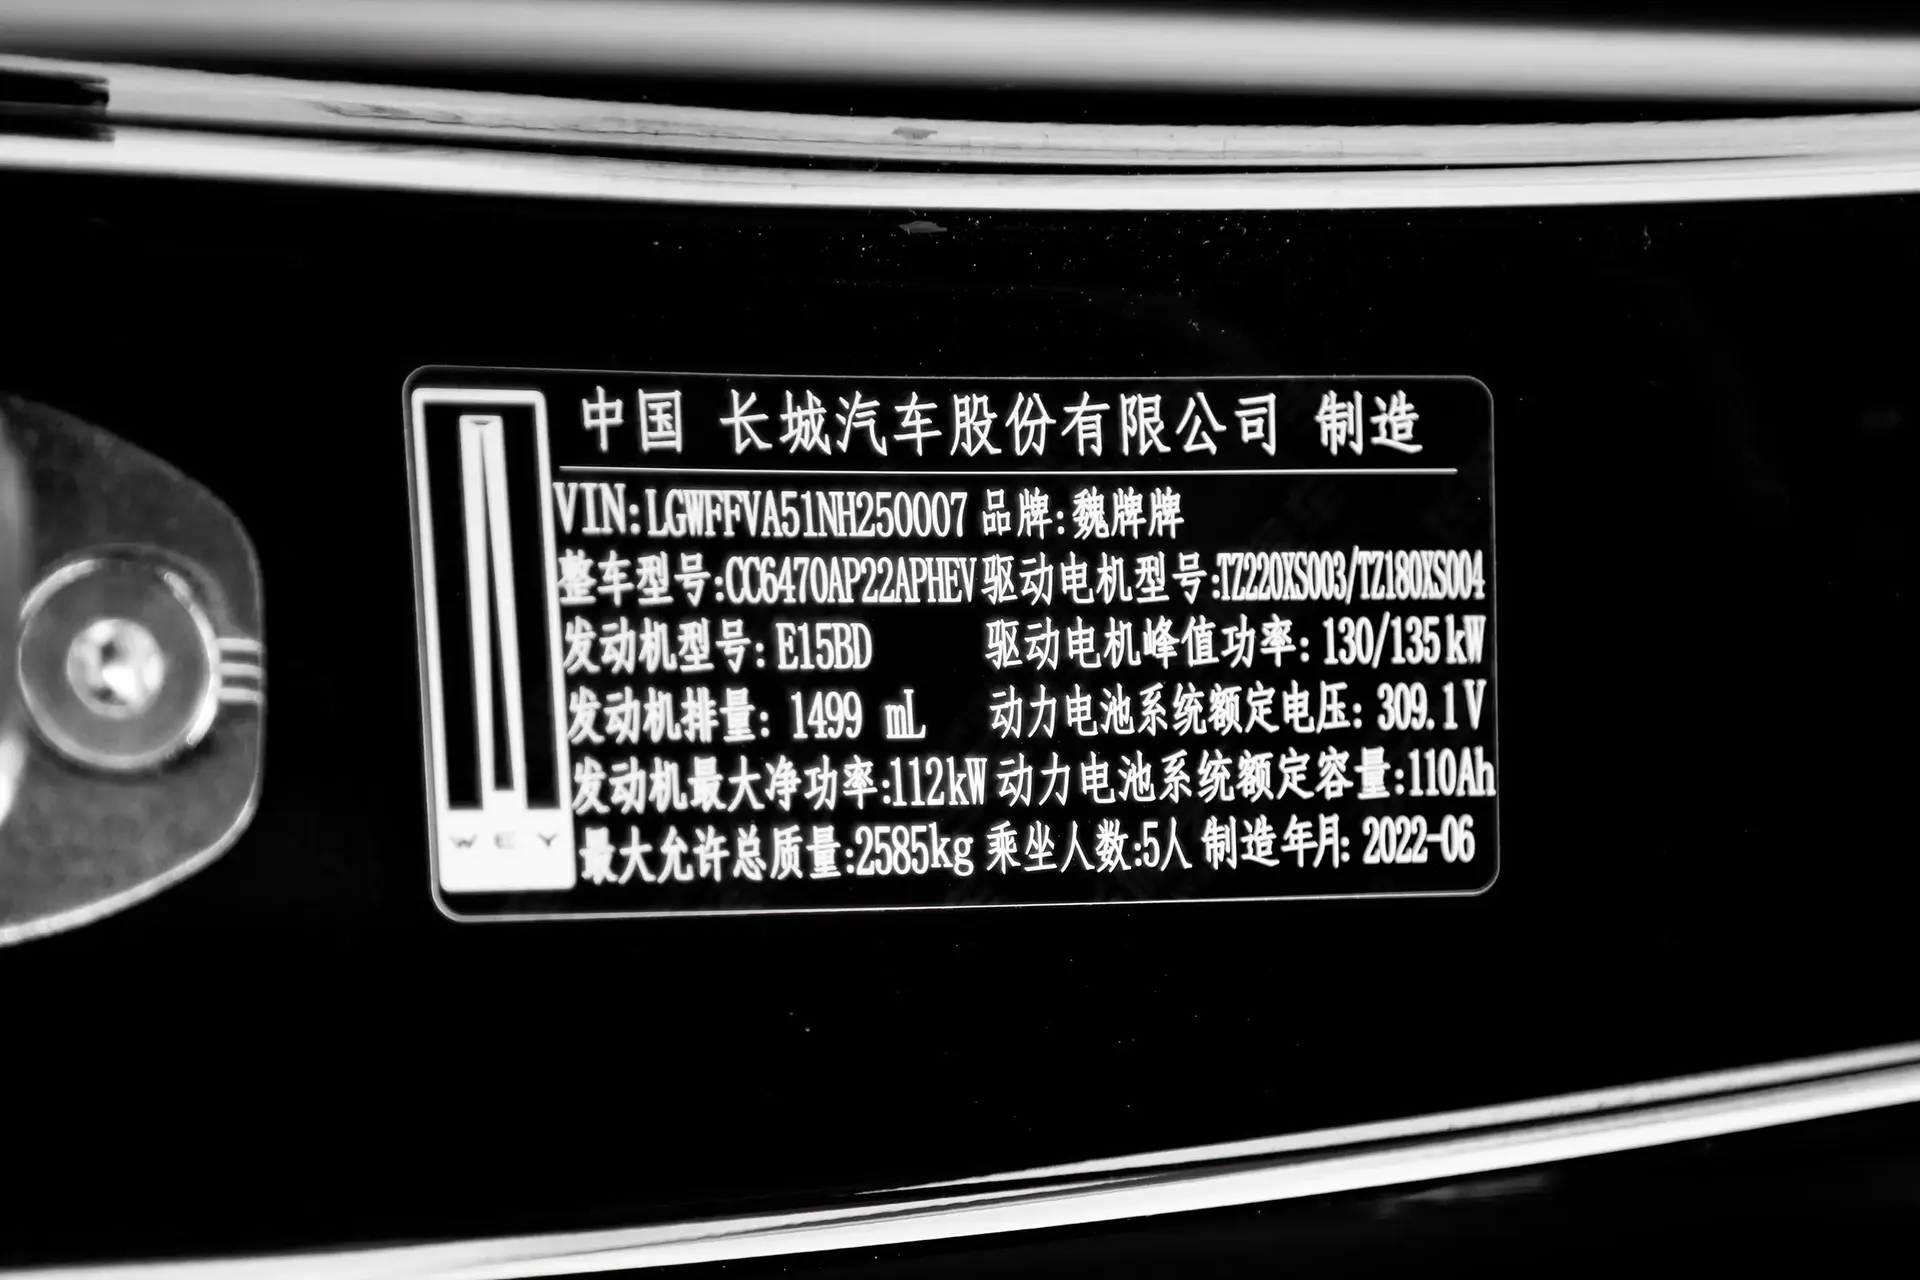 中国 长城汽车股份有限公司 制造
VIN:LGWFFVA51NH250007 品牌:魏牌牌
整车型号:CC6470AP22APHEV 驱动电机型号:TZ220XS003/TZ180XS004
发动机型号:E15BD 驱动电机峰值功率:130/135kW
发动机排量:1499 mL 动力电池系统额定电压:309.1V
发动机最大净功率:112kW 动力电池系统额定容量:110Ah
最大允许总质量:2585kg 乘坐人数:5人 制造年月:2022-06
WEY